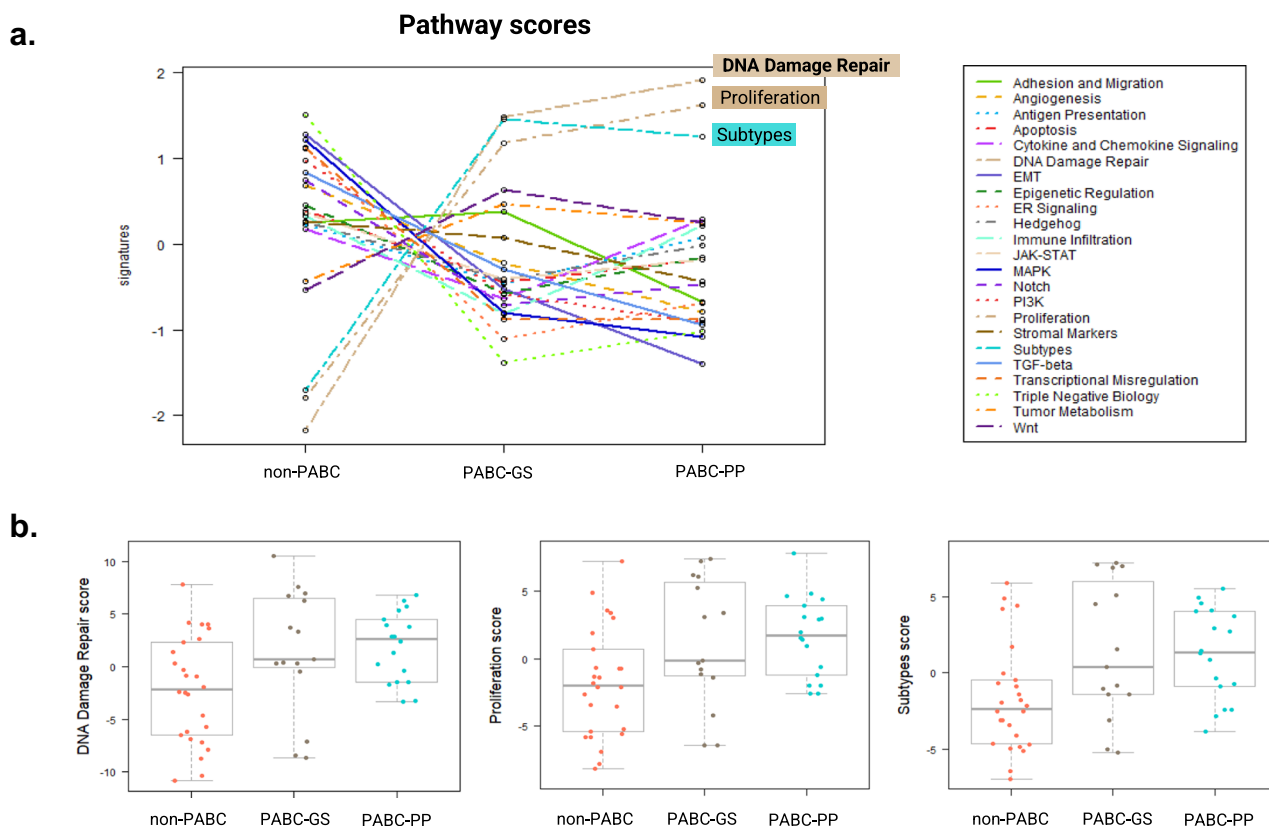 a.
Pathway scores
DNA Damage Repair
Proliferation
Subtypes
signatures
2
1
0
-1
-2
non-PABC
PABC-GS
PABC-PP
Adhesion and Migration
Angiogenesis
Antigen Presentation
Apoptosis
Cytokine and Chemokine Signaling
DNA Damage Repair
EMT
Epigenetic Regulation
ER Signaling
Hedgehog
Immune Infiltration
JAK-STAT
MAPK
Notch
PI3K
Proliferation
Stromal Markers
Subtypes
TGF-beta
Transcriptional Misregulation
Triple Negative Biology
Tumor Metabolism
Wnt
b.
DNA Damage Repair score
10
5
0
-5
-10
non-PABC
PABC-GS
PABC-PP
Proliferation score
5
0
-5
non-PABC
PABC-GS
PABC-PP
Subtypes score
5
0
-5
non-PABC
PABC-GS
PABC-PP